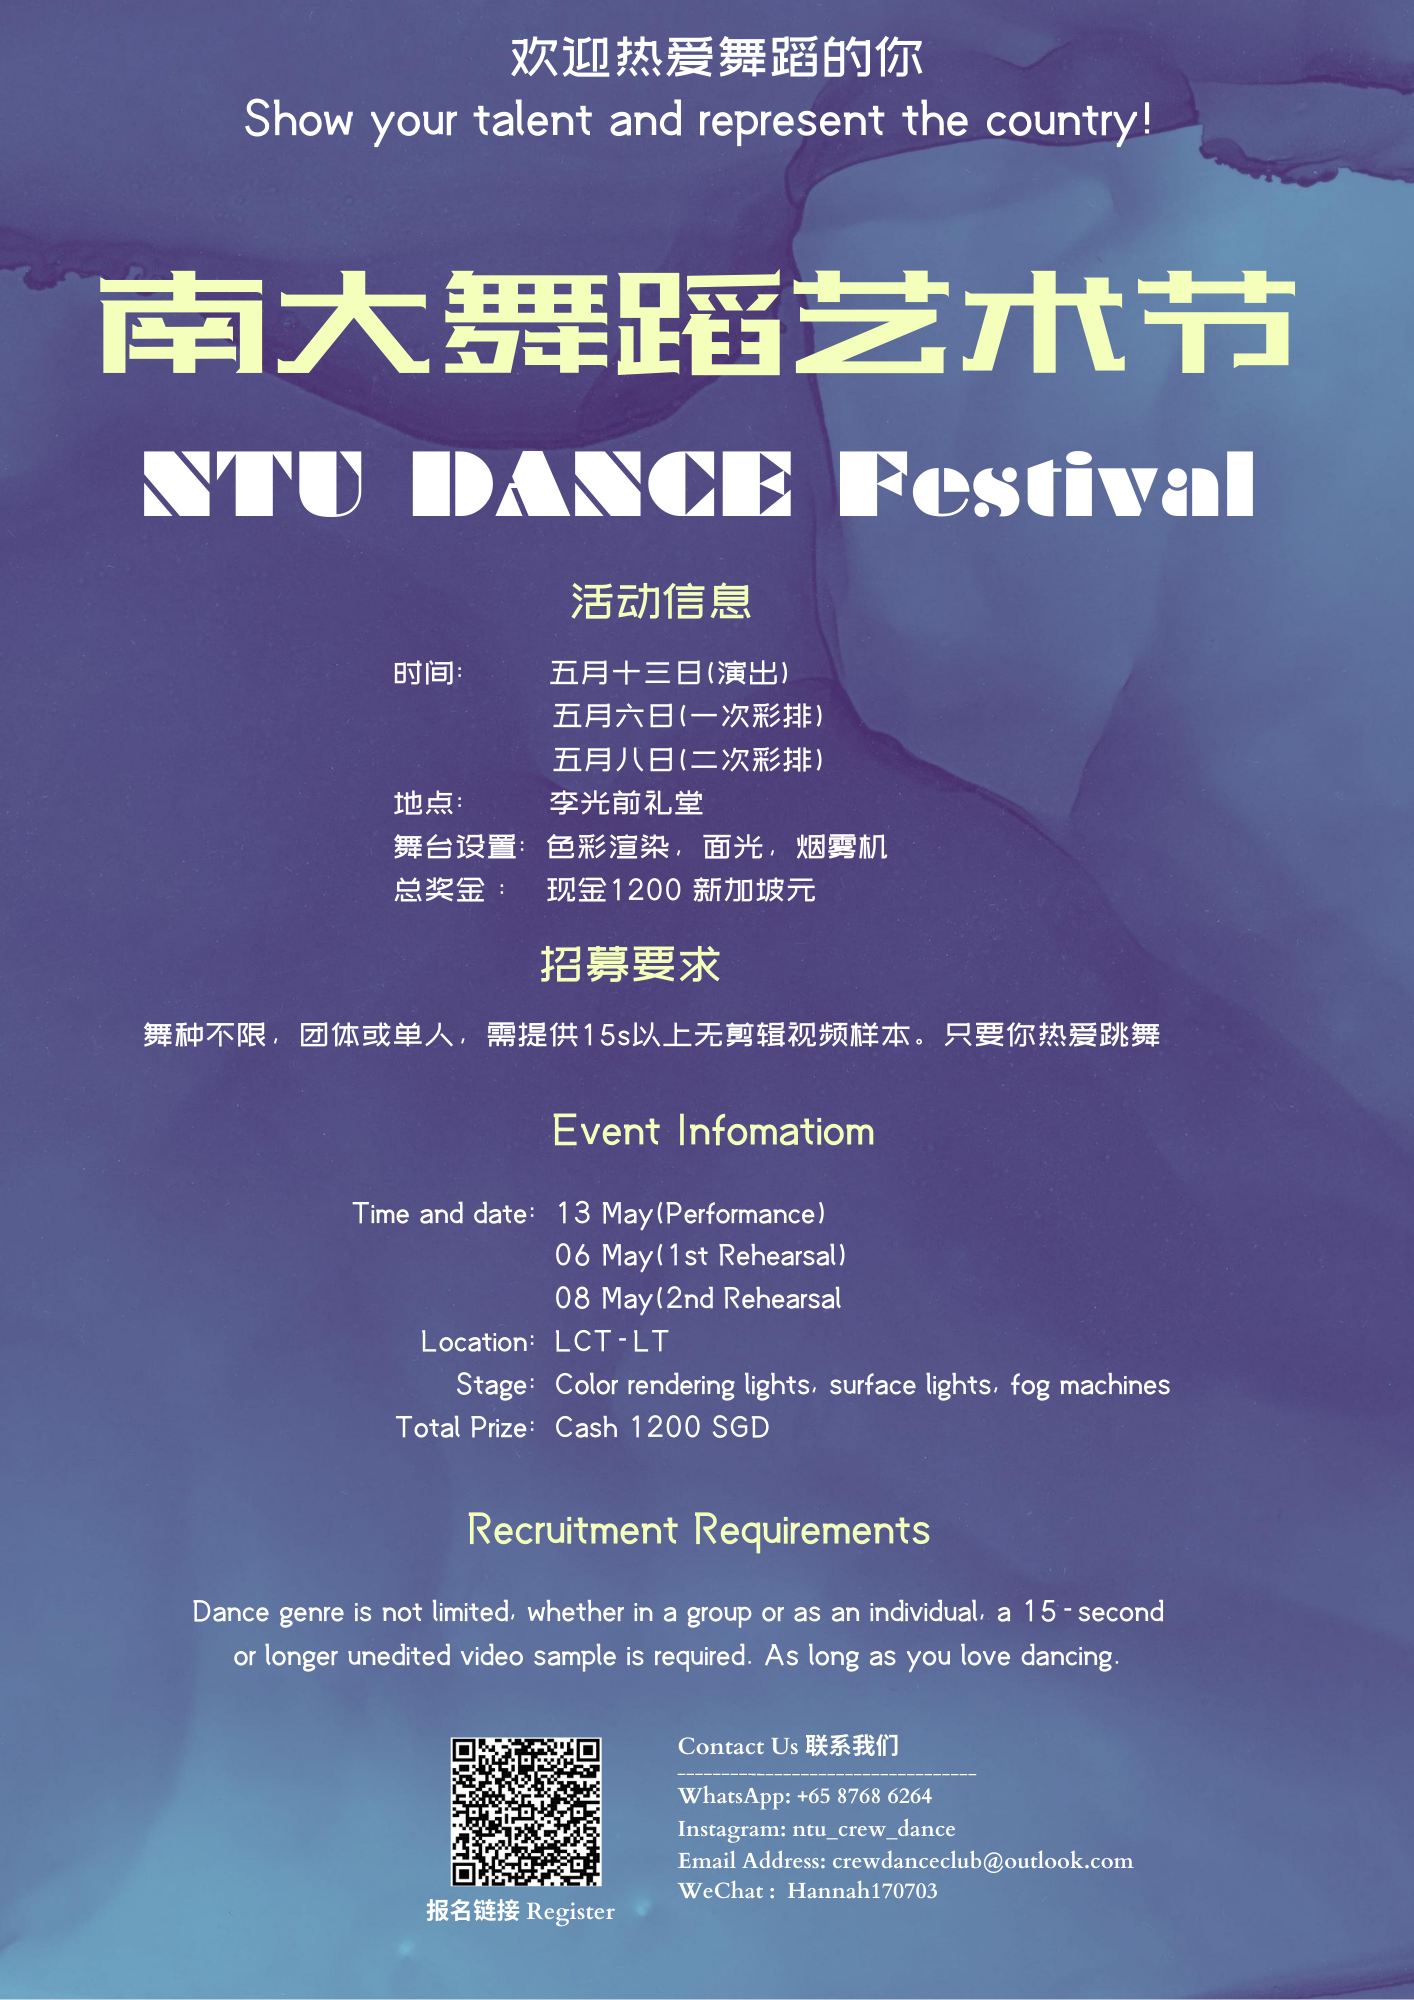 欢迎热爱舞蹈的你
Show your talent and represent the country!
南大舞蹈艺术节
NTU DANCE Festival
活动信息
时间: 五月十三日(演出)
五月六日(一次彩排)
五月八日(二次彩排)
地点: 李光前礼堂
舞台设置: 色彩渲染，面光，烟雾机
总奖金 : 现金1200 新加坡元
招募要求
舞种不限，团体或单人，需提供15s以上无剪辑视频样本。只要你热爱跳舞
Event Infomatiom
Time and date: 13 May(Performance)
06 May(1st Rehearsal)
08 May(2nd Rehearsal
Location: LCT-LT
Stage: Color rendering lights, surface lights, fog machines
Total Prize: Cash 1200 SGD
Recruitment Requirements
Dance genre is not limited, whether in a group or as an individual, a 15-second
or longer unedited video sample is required. As long as you love dancing.
Contact Us 联系我们
----------------------------------
WhatsApp: +65 8768 6264
Instagram: ntu_crew_dance
Email Address: crewdanceclub@outlook.com
WeChat : Hannah170703
报名链接 Register